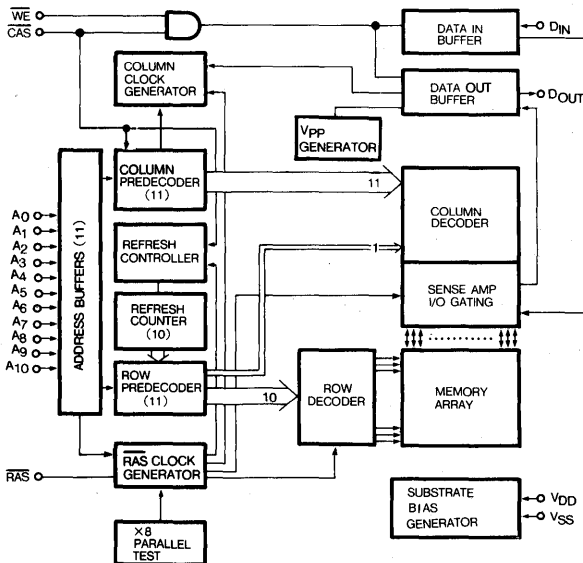 WE
CAS
DATA IN
BUFFER
DIN
COLUMN
CLOCK
GENERATOR
DATA OUT
BUFFER
DOUT
VPP
GENERATOR
ADDRESS BUFFERS (11)
COLUMN
PREDECODER
(11)
11
COLUMN
DECODER
A0
A1
A2
A3
A4
A5
A6
A7
A8
A9
A10
REFRESH
CONTROLLER
1
SENSE AMP
I/O GATING
REFRESH
COUNTER
(10)
ROW
PREDECODER
(11)
10
ROW
DECODER
MEMORY
ARRAY
RAS
RAS CLOCK
GENERATOR
SUBSTRATE
BIAS
GENERATOR
VDD
VSS
×8
PARALLEL
TEST